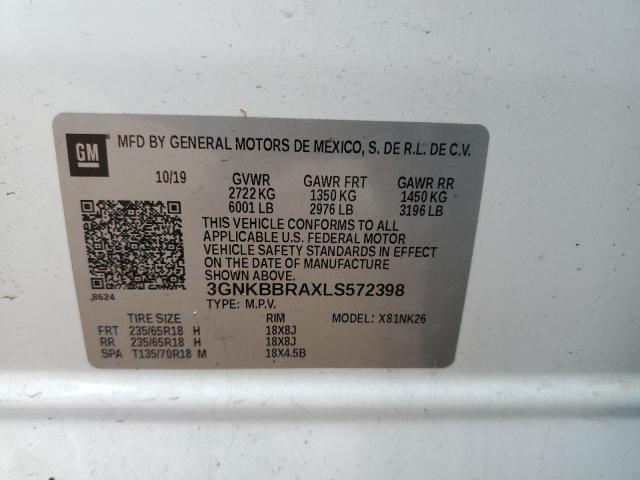 GM
MFD BY GENERAL MOTORS DE MEXICO, S. DE R.L. DE C.V.
10/19 GVWR GAWR FRT GAWR RR
2722 KG 1350 KG 1450 KG
6001 LB 2976 LB 3196 LB
THIS VEHICLE CONFORMS TO ALL
APPLICABLE U.S. FEDERAL MOTOR
VEHICLE SAFETY STANDARDS IN EFFECT
ON THE DATE OF MANUFACTURE
SHOWN ABOVE.
8624 3GNKBBRAXLS572398
TYPE: M.P.V.
TIRE SIZE RIM MODEL: X81NK26
FRT 235/65R18 H 18X8J
RR 235/65R18 H 18X8J
SPA T135/70R18 M 18X4.5B